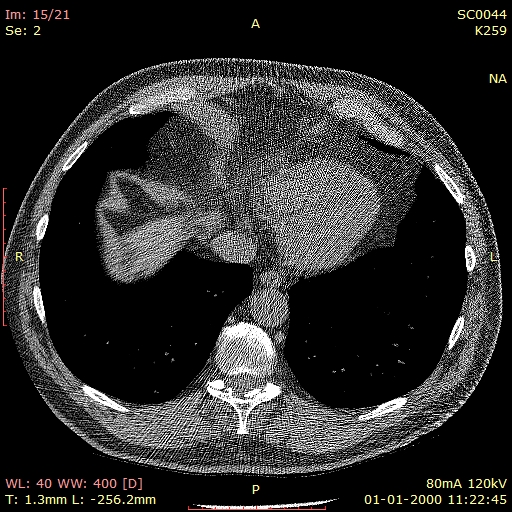 Im: 15/21
Se: 2
A
SC0044
K259
NA
R
L
WL: 40 WW: 400 [D]
T: 1.3mm L: -256.2mm
P
80mA 120kV
01-01-2000 11:22:45